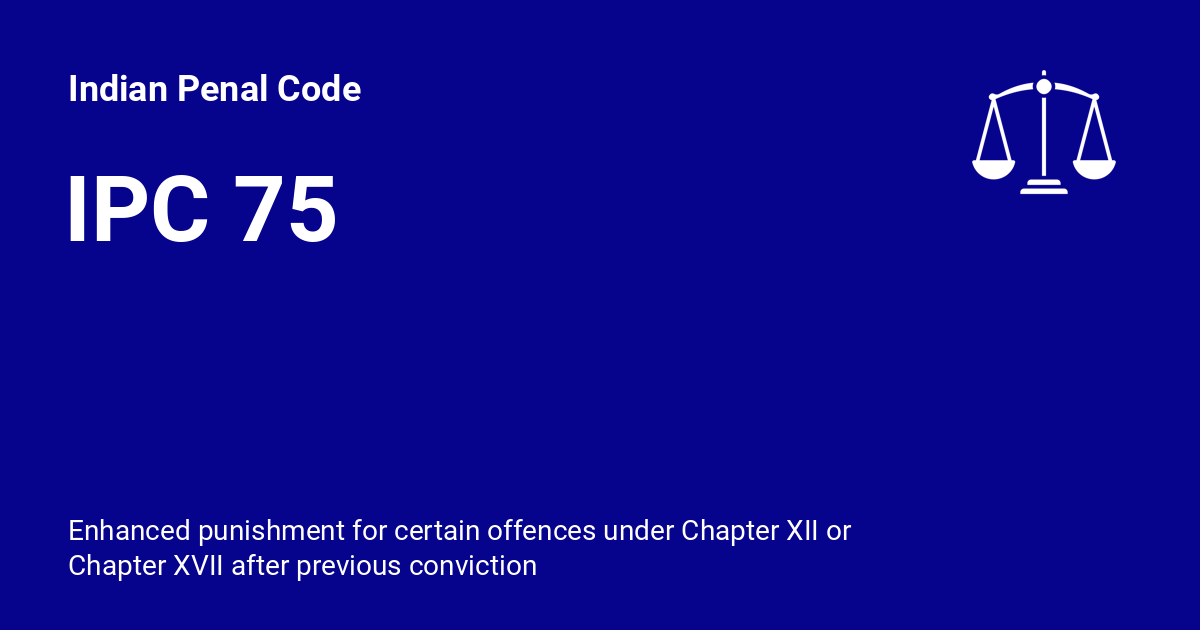 Indian Penal Code
IPC 75
Enhanced punishment for certain offences under Chapter XII or
Chapter XVII after previous conviction